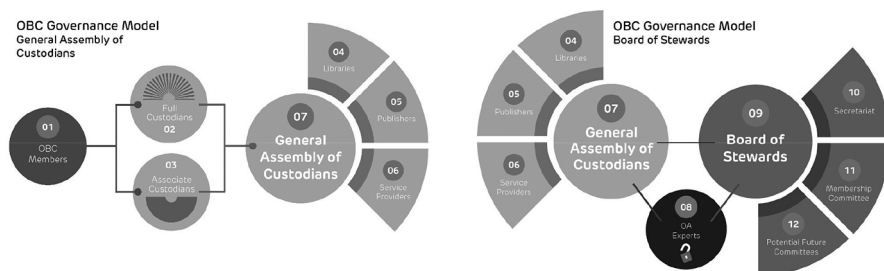 OBC Governance Model
General Assembly of
Custodians
01
OBC
Members
Full
Custodians
02
03
Associate
Custodians
07
General
Assembly of
Custodians
04
Libraries
05
Publishers
06
Service
Providers
OBC Governance Model
Board of Stewards
04
Libraries
05
Publishers
06
Service
Providers
07
General
Assembly of
Custodians
08
OA
Experts
09
Board of
Stewards
10
Secretariat
11
Membership
Committee
12
Potential Future
Committees